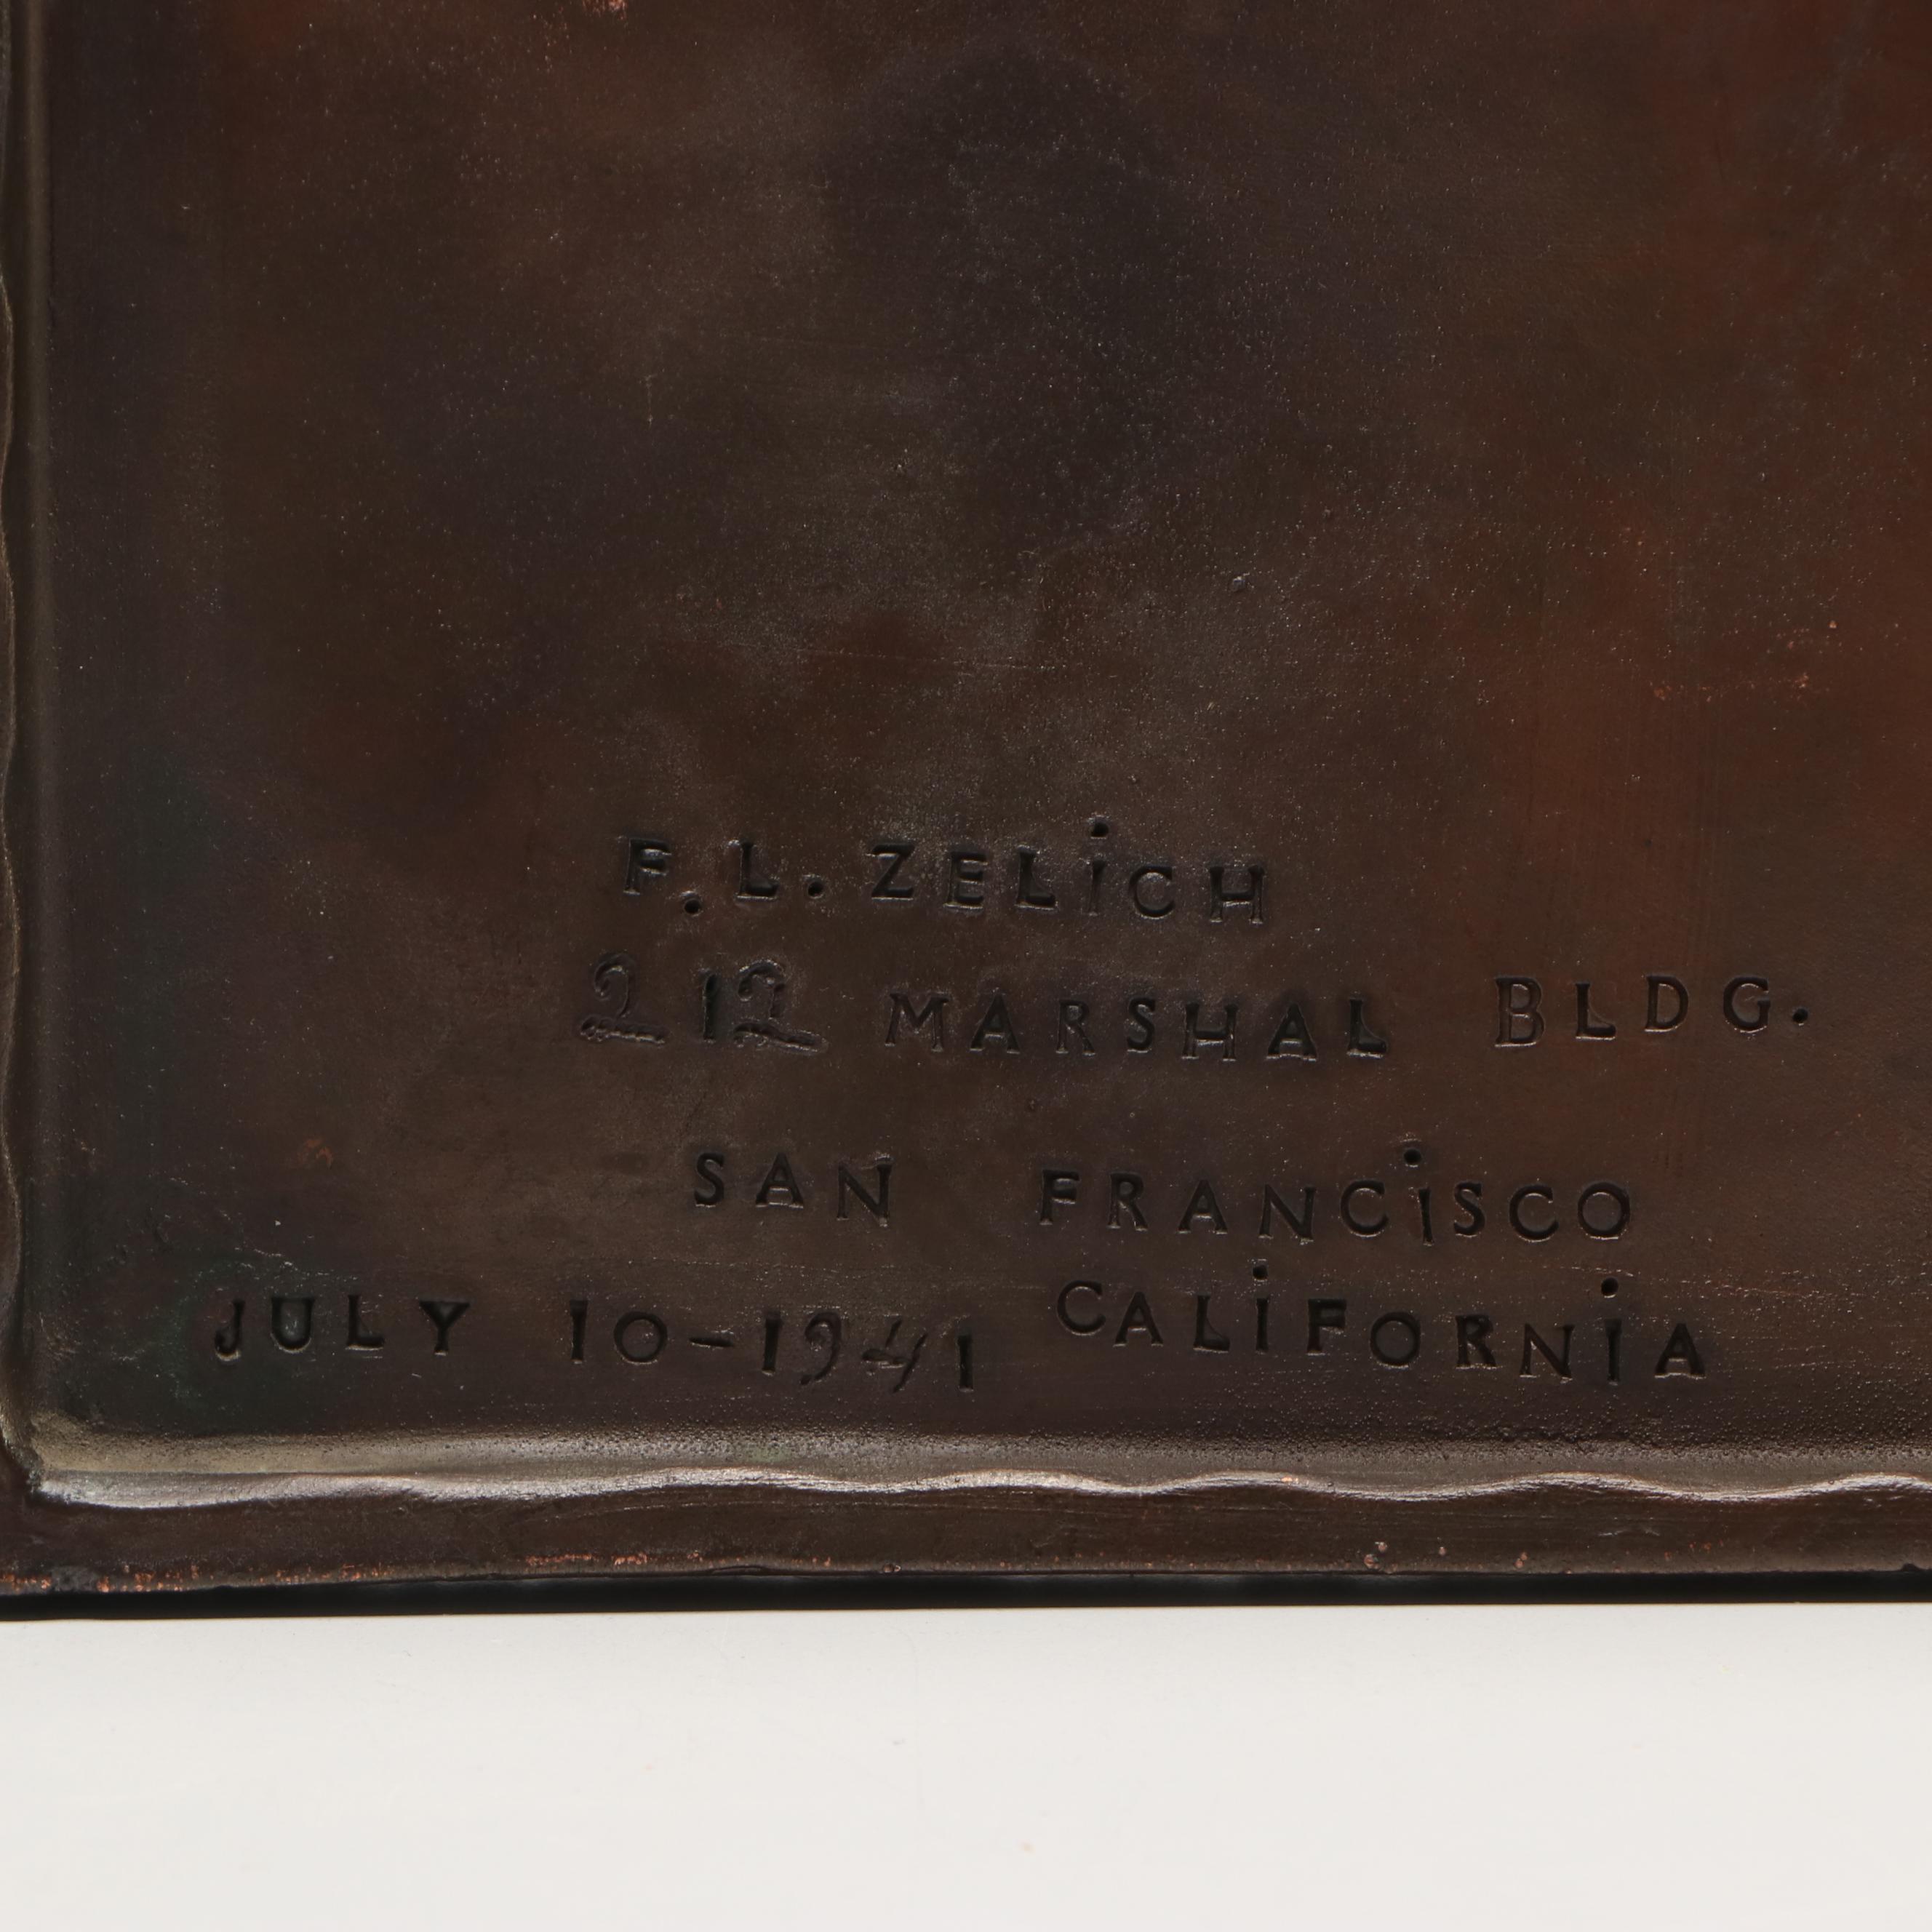 F. L. ZELiCH
212 MARSHAL BLDG.
SAN FRANCiSCO
CALiFORNiA
JULY 10-1941